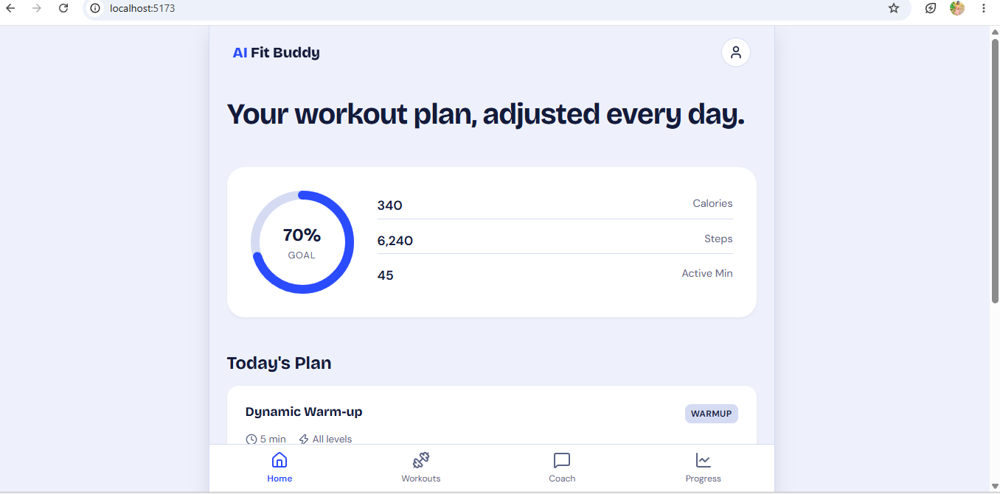 localhost:5173
AI Fit Buddy
Your workout plan, adjusted every day.
70%
GOAL
340 Calories
6,240 Steps
45 Active Min
Today's Plan
Dynamic Warm-up WARMUP
5 min All levels
Home Workouts Coach Progress